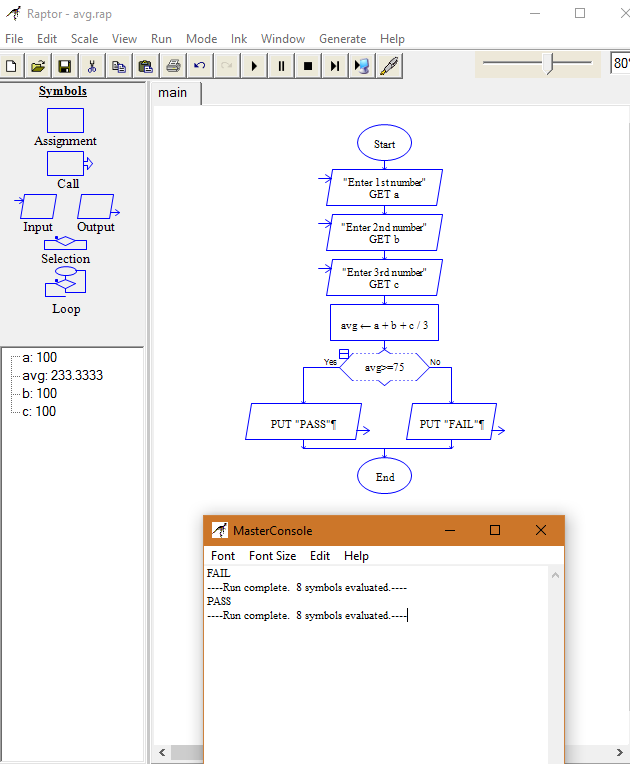 Raptor - avg.rap
File Edit Scale View Run Mode Ink Window Generate Help
80%
Symbols
Assignment
Call
Input Output
Selection
Loop
a: 100
avg: 233.3333
b: 100
c: 100
main
Start
"Enter 1st number"
GET a
"Enter 2nd number"
GET b
"Enter 3rd number"
GET c
avg ← a + b + c / 3
Yes
avg>=75
No
PUT "PASS"¶
PUT "FAIL"¶
End
MasterConsole
Font Font Size Edit Help
FAIL
----Run complete. 8 symbols evaluated.----
PASS
----Run complete. 8 symbols evaluated.----